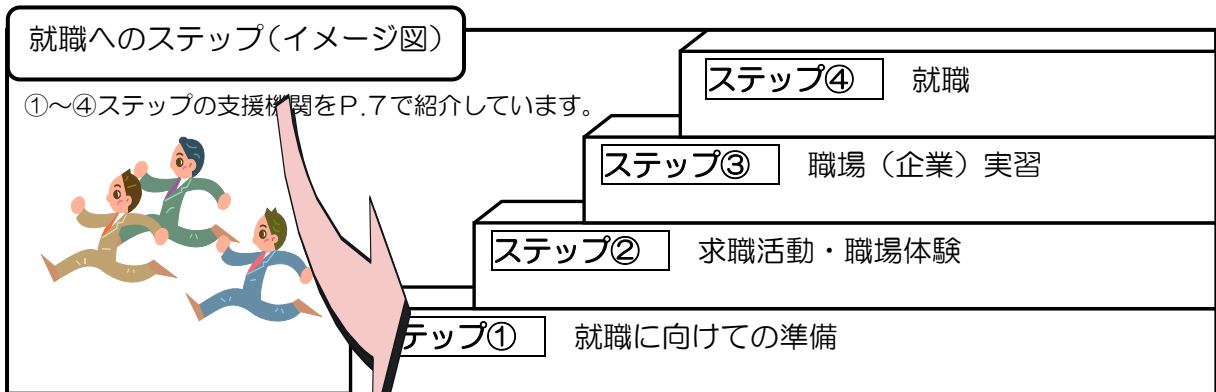 就職へのステップ（イメージ図）
①～④ステップの支援機関をP.７で紹介しています。
ステップ④ 就職
ステップ③ 職場（企業）実習
ステップ② 求職活動・職場体験
テップ① 就職に向けての準備